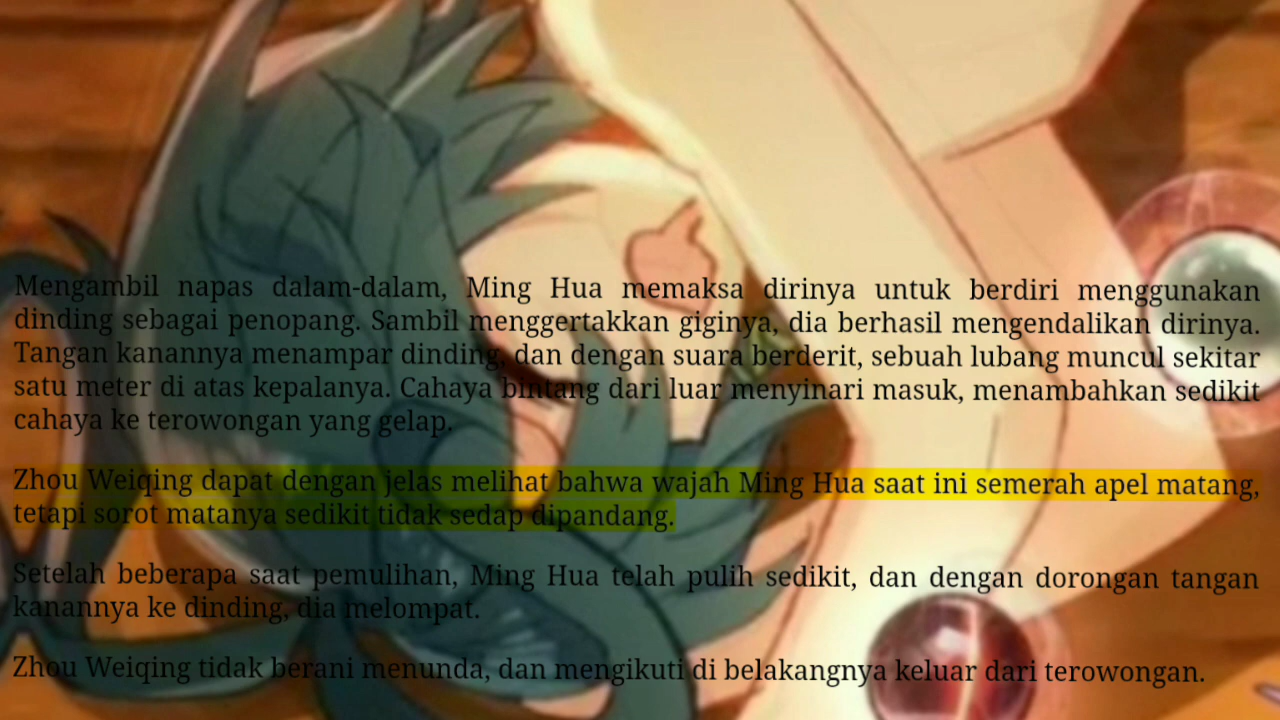 Mengambil napas dalam-dalam, Ming Hua memaksa dirinya untuk berdiri menggunakan
dinding sebagai penopang. Sambil menggertakkan giginya, dia berhasil mengendalikan dirinya.
Tangan kanannya menampar dinding, dan dengan suara berderit, sebuah lubang muncul sekitar
satu meter di atas kepalanya. Cahaya bintang dari luar menyinari masuk, menambahkan sedikit
cahaya ke terowongan yang gelap.
Zhou Weiqing dapat dengan jelas melihat bahwa wajah Ming Hua saat ini semerah apel matang,
tetapi sorot matanya sedikit tidak sedap dipandang.
Setelah beberapa saat pemulihan, Ming Hua telah pulih sedikit, dan dengan dorongan tangan
kanannya ke dinding, dia melompat.
Zhou Weiqing tidak berani menunda, dan mengikuti di belakangnya keluar dari terowongan.